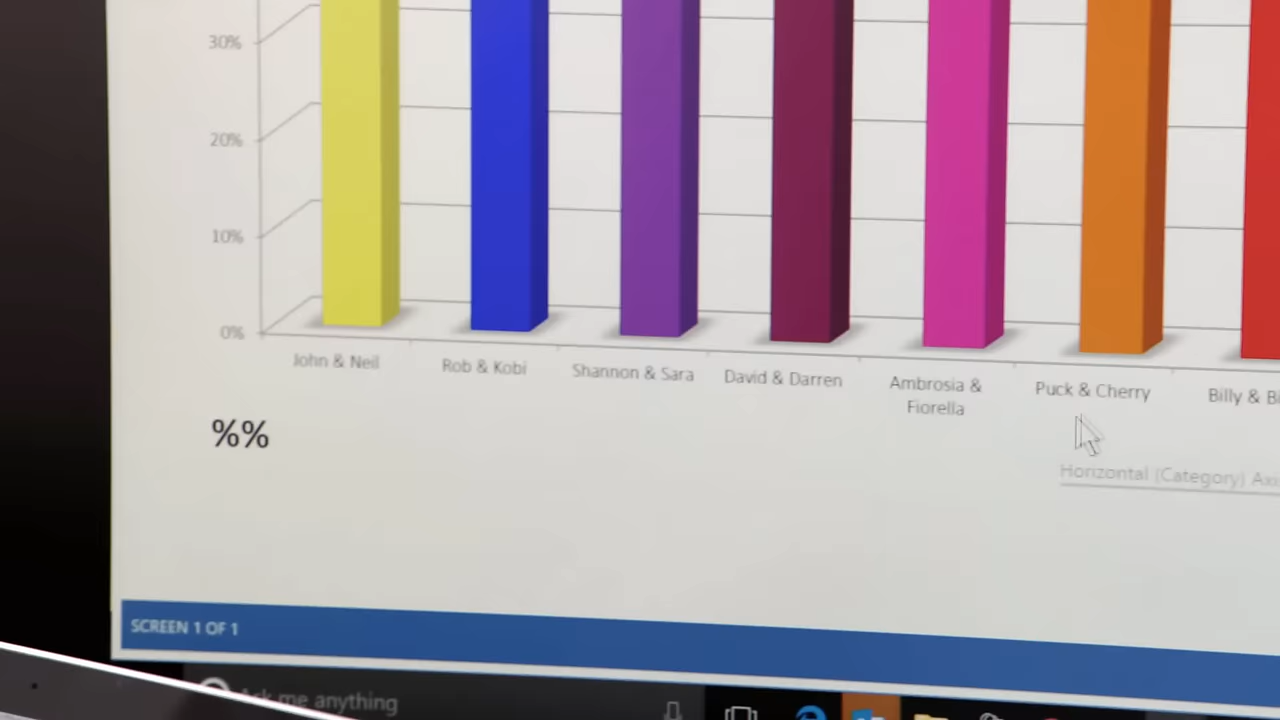 30%
20%
10%
0%
John & Neil
Rob & Kobi
Shannon & Sara
David & Darren
Ambrosia &
Fiorella
Puck & Cherry
Billy &
%%
Horizontal (Category)
SCREEN 1 OF 1
Ask me anything